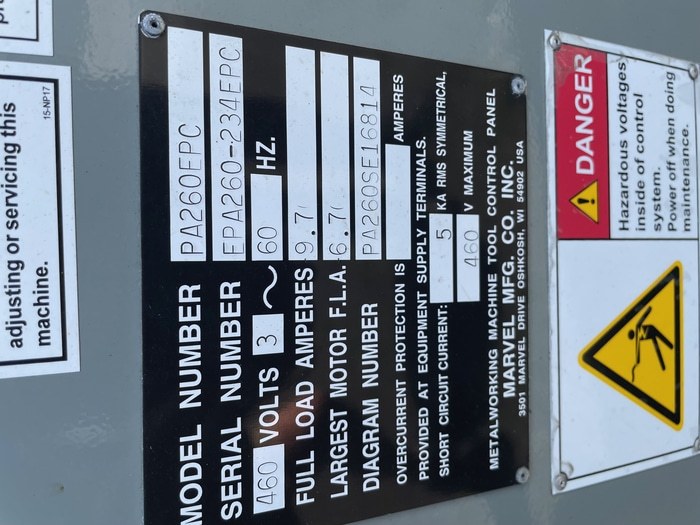 adjusting or servicing this
machine.
15-NP17
MODEL NUMBER PA260EPC
SERIAL NUMBER EPA260-234EPC
460 VOLTS 3 ~ 60 HZ.
FULL LOAD AMPERES 9.7
LARGEST MOTOR F.L.A. 6.7
DIAGRAM NUMBER PA260SE16814
OVERCURRENT PROTECTION IS AMPERES
PROVIDED AT EQUIPMENT SUPPLY TERMINALS.
SHORT CIRCUIT CURRENT: 5 KA RMS SYMMETRICAL,
460 V MAXIMUM
METALWORKING MACHINE TOOL CONTROL PANEL
MARVEL MFG. CO. INC.
3501 MARVEL DRIVE OSHKOSH, WI 54902 USA
DANGER
Hazardous voltages
inside of control
system.
Power off when doing
maintenance.